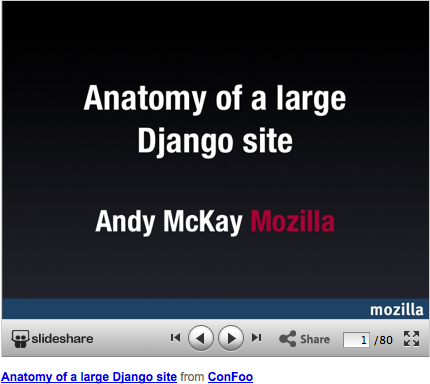 Anatomy of a large
Django site
Andy McKay Mozilla
mozilla
slideshare Share 1 /80
Anatomy of a large Django site from ConFoo